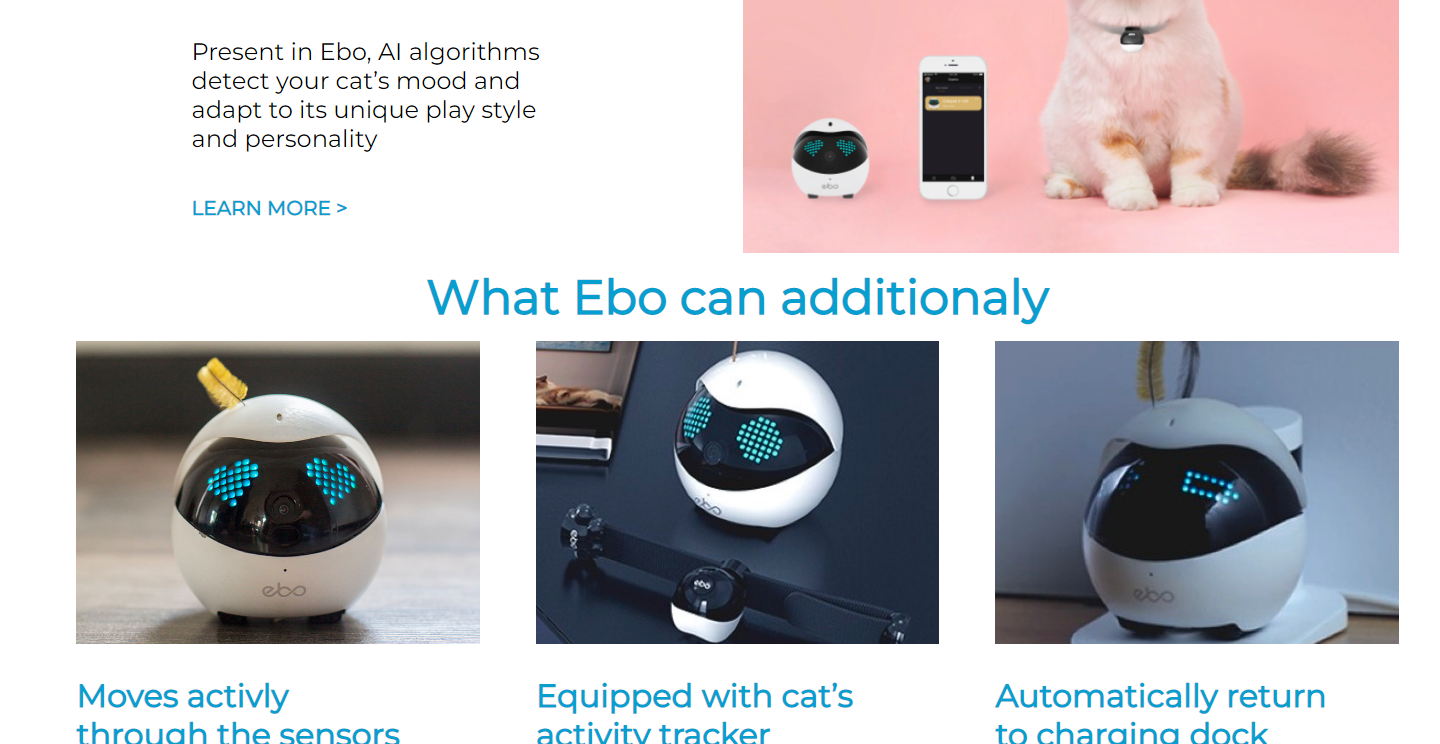 Present in Ebo, AI algorithms
detect your cat’s mood and
adapt to its unique play style
and personality
LEARN MORE >
ebo
What Ebo can additionaly
ebo
ebo
ebo
ebo
Moves activly
through the sensors
Equipped with cat’s
activity tracker
Automatically return
to charging dock